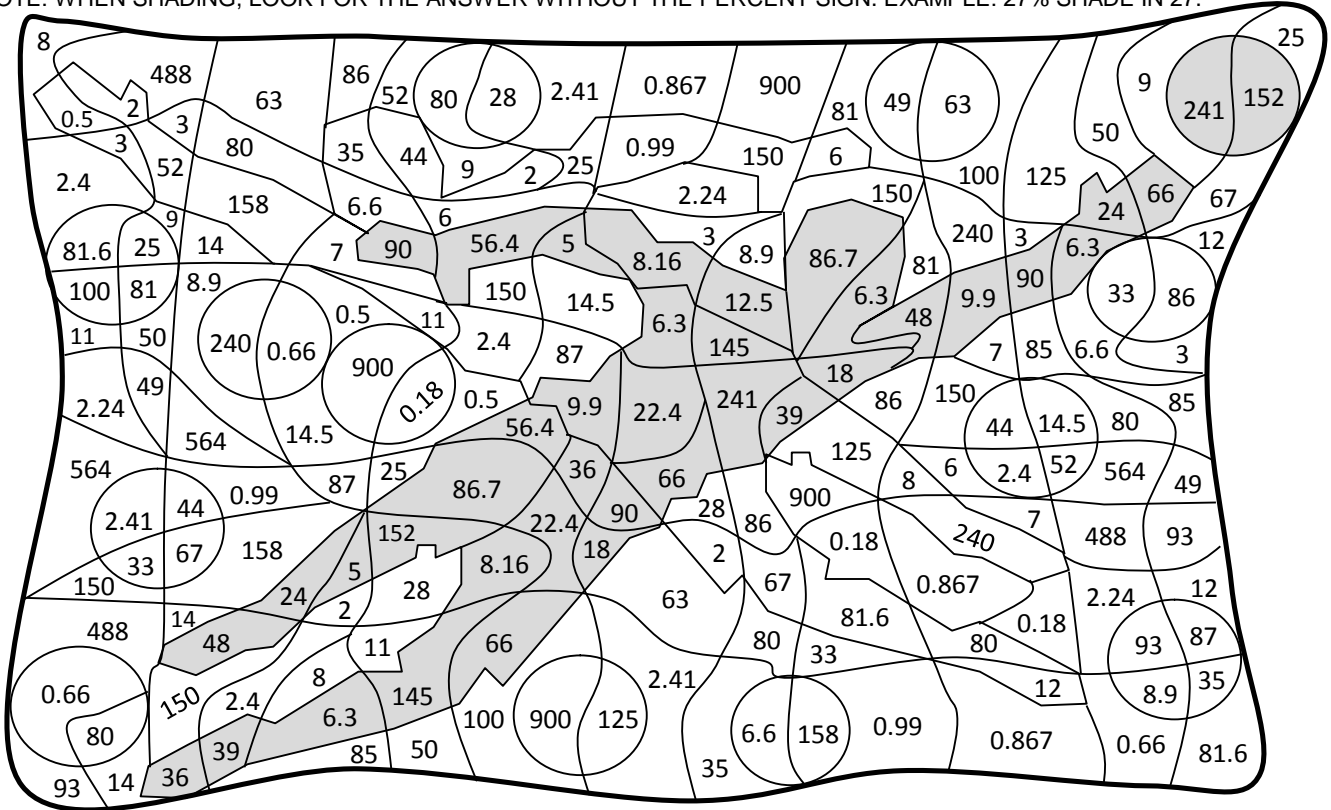 OTE: WHEN SHADING, LOOK FOR THE ANSWER WITHOUT THE PERCENT SIGN. EXAMPLE: 27% SHADE IN 27.
8 488 63 86 52 80 28 2.41 0.867 900 81 49 63 9 241 152 25
0.5 2 3 3 80 35 44 9 2 25 0.99 150 6 50
2.4 52 158 6.6 6 2.24 150 100 125 24 66 67
9 81.6 25 14 7 90 56.4 5 8.16 3 8.9 86.7 81 240 3 6.3 12
100 81 8.9 0.5 11 150 14.5 6.3 12.5 6.3 48 9.9 90 33 86
11 50 240 0.66 900 2.4 87 145 18 7 85 6.6 3
2.24 49 564 14.5 0.18 0.5 56.4 9.9 22.4 241 39 86 150 44 14.5 80 85
564 2.41 44 0.99 87 25 86.7 36 66 125 900 8 6 2.4 52 564 49
33 67 158 152 22.4 90 28 86 0.18 240 7 488 93
150 24 5 28 8.16 18 2 67 0.867 2.24 12
488 14 48 2 11 66 63 80 33 81.6 80 0.18 93 87
0.66 80 150 2.4 8 6.3 145 100 900 125 2.41 6.6 158 0.99 12 8.9 35
93 14 36 39 85 50 35 0.867 0.66 81.6